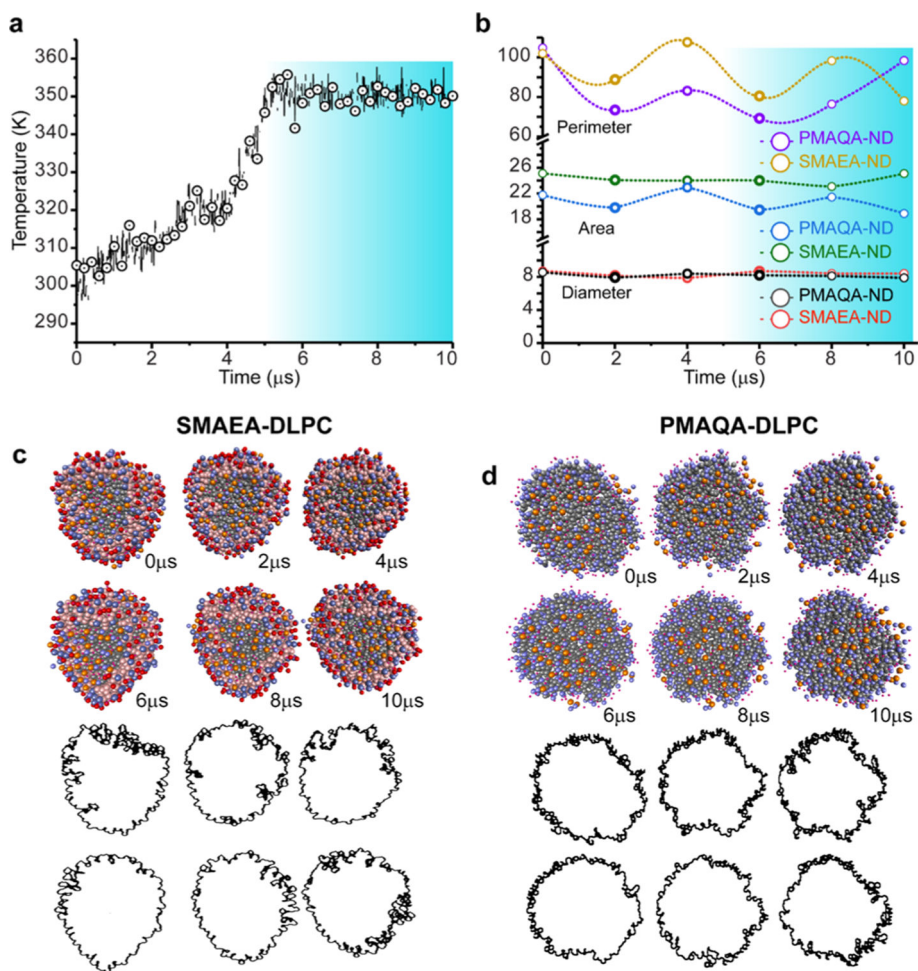 a
360
350
340
330
320
310
300
290
Temperature (K)
0 2 4 6 8 10
Time (μs)
b
100
80
60
26
22
18
8
4
0
Perimeter
PMAQA-ND
SMAEA-ND
Area
PMAQA-ND
SMAEA-ND
Diameter
PMAQA-ND
SMAEA-ND
0 2 4 6 8 10
Time (μs)
SMAEA-DLPC
c
0μs 2μs 4μs
6μs 8μs 10μs
PMAQA-DLPC
d
0μs 2μs 4μs
6μs 8μs 10μs